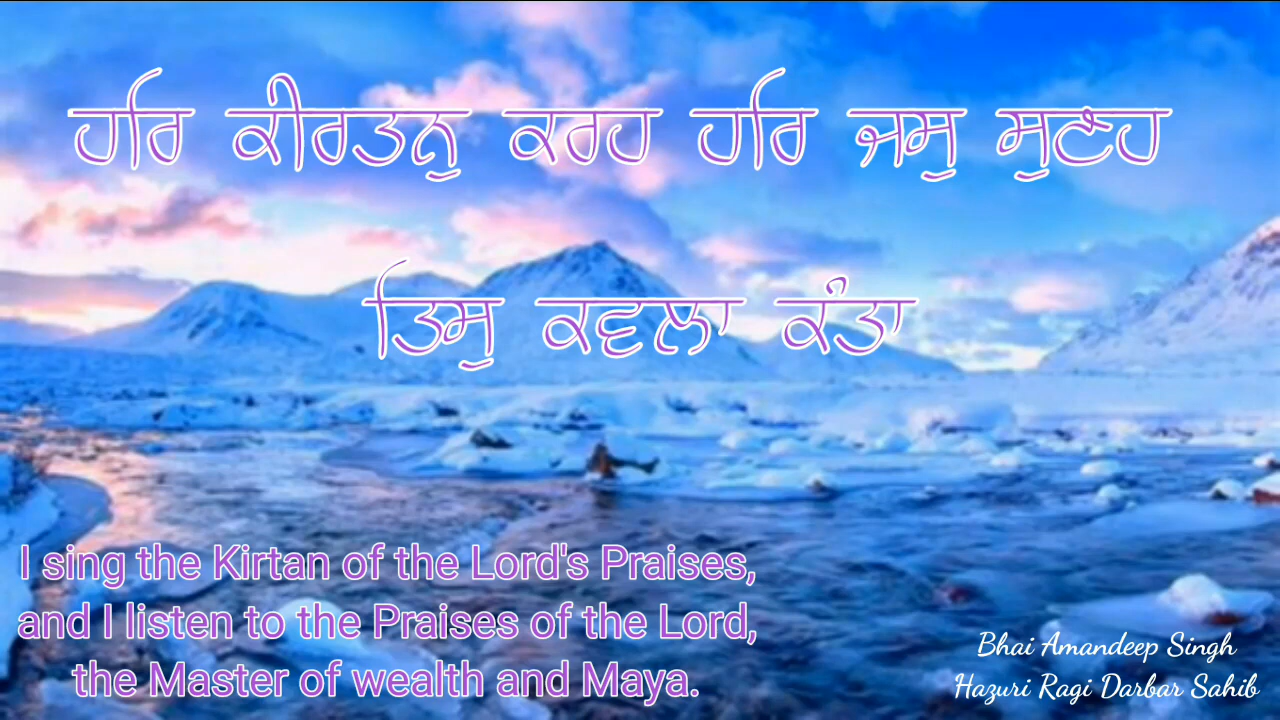 ਹਰਿ ਕੀਰਤਨੁ ਕਰਹ ਹਰਿ ਜਸੁ ਸੁਣਹ
ਤਿਸੁ ਕਵਲਾ ਕੰਤਾ
I sing the Kirtan of the Lord's Praises,
and I listen to the Praises of the Lord,
the Master of wealth and Maya.
Bhai Amandeep Singh
Hazuri Ragi Darbar Sahib